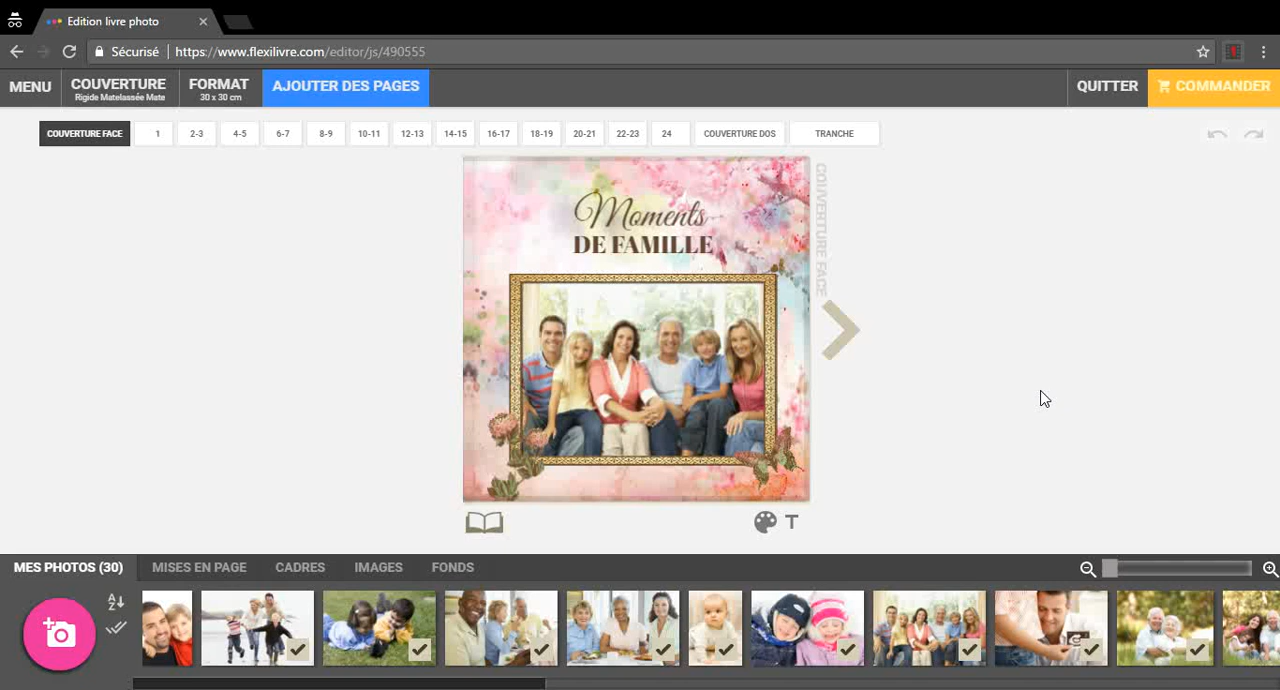 Edition livre photo
Sécurisé | https://www.flexilivre.com/editor/js/490555
MENU
COUVERTURE
Rigide Matelassée Mate
FORMAT
30 x 30 cm
AJOUTER DES PAGES
QUITTER
COMMANDER
COUVERTURE FACE 1 2-3 4-5 6-7 8-9 10-11 12-13 14-15 16-17 18-19 20-21 22-23 24 COUVERTURE DOS TRANCHE
Moments
DE FAMILLE
COUVERTURE FACE
T
MES PHOTOS (30) MISES EN PAGE CADRES IMAGES FONDS
A
Z